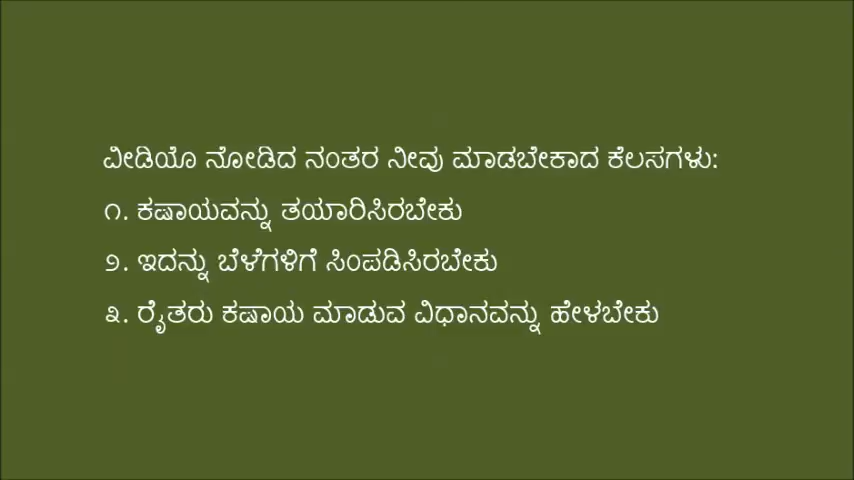 ವೀಡಿಯೊ ನೋಡಿದ ನಂತರ ನೀವು ಮಾಡಬೇಕಾದ ಕೆಲಸಗಳು:
೧. ಕಷಾಯವನ್ನು ತಯಾರಿಸಿರಬೇಕು
೨. ಇದನ್ನು ಬೆಳೆಗಳಿಗೆ ಸಿಂಪಡಿಸಿರಬೇಕು
೩. ರೈತರು ಕಷಾಯ ಮಾಡುವ ವಿಧಾನವನ್ನು ಹೇಳಬೇಕು